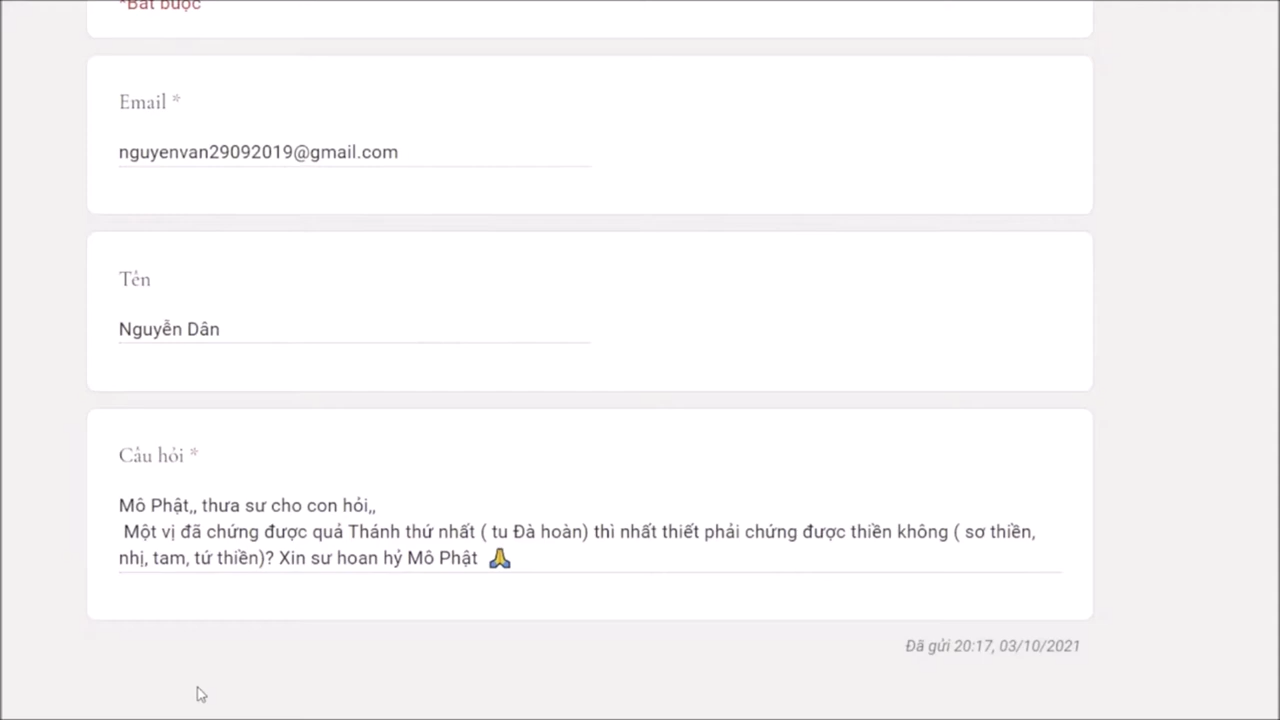 *Bắt buộc
Email *
nguyenvan29092019@gmail.com
Tên
Nguyễn Dân
Câu hỏi *
Mô Phật,, thưa sư cho con hỏi,,
Một vị đã chứng được quả Thánh thứ nhất ( tu Đà hoàn) thì nhất thiết phải chứng được thiền không ( sơ thiền,
nhị, tam, tứ thiền)? Xin sư hoan hỷ Mô Phật 🙏
Đã gửi 20:17, 03/10/2021